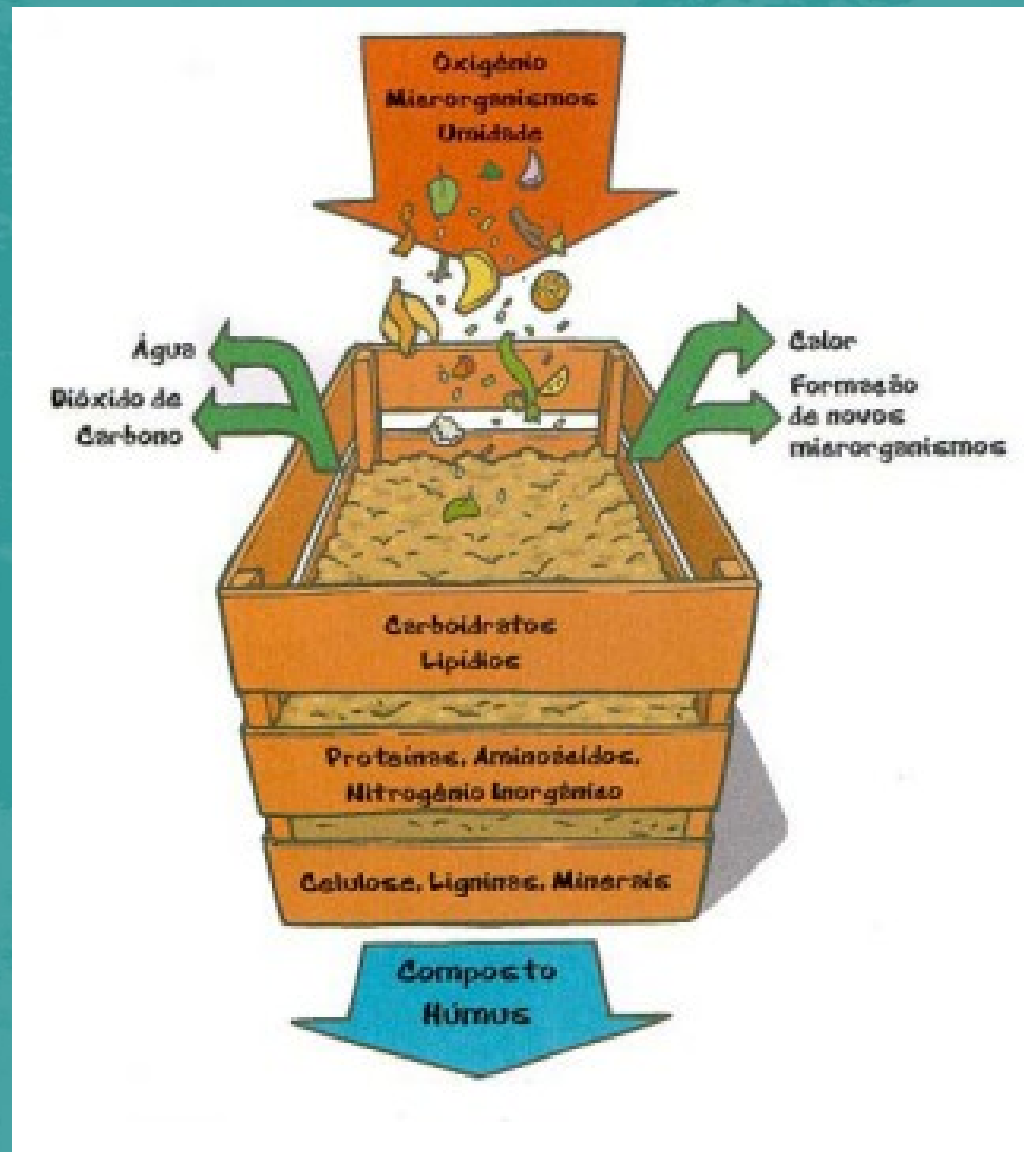 Oxigênio
Microrganismos
Umidade
Água
Dióxido de
Carbono
Calor
Formação
de novos
microrganismos
Carboidratos
Lipídios
Proteínas, Aminoácidos,
Nitrogênio Inorgânico
Celulose, Ligninas, Minerais
Composto
Húmus